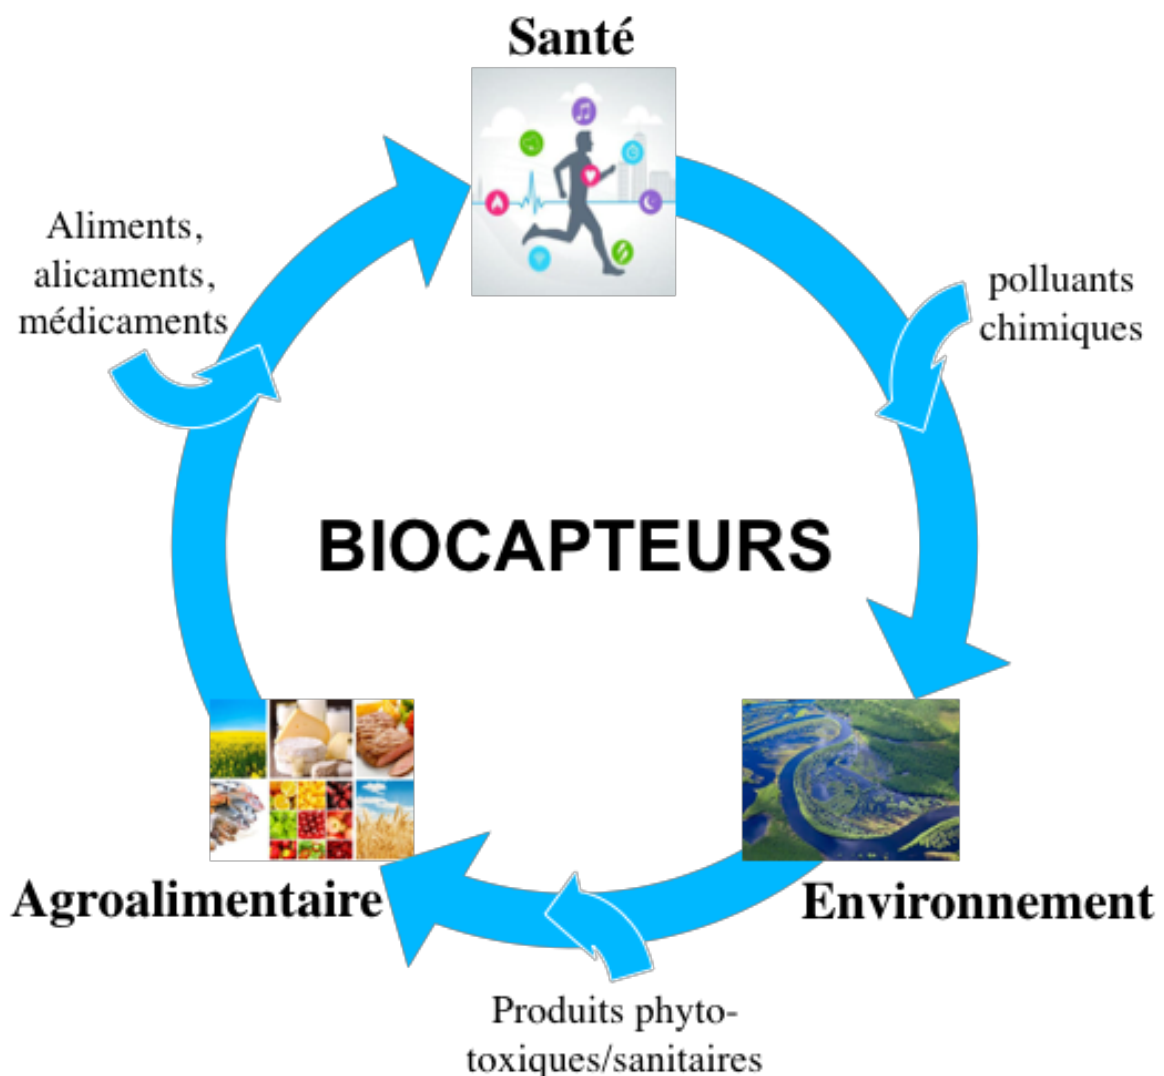 Santé
Aliments,
alicaments,
médicaments
polluants
chimiques
BIOCAPTEURS
Agroalimentaire
Environnement
Produits phyto-
toxiques/sanitaires